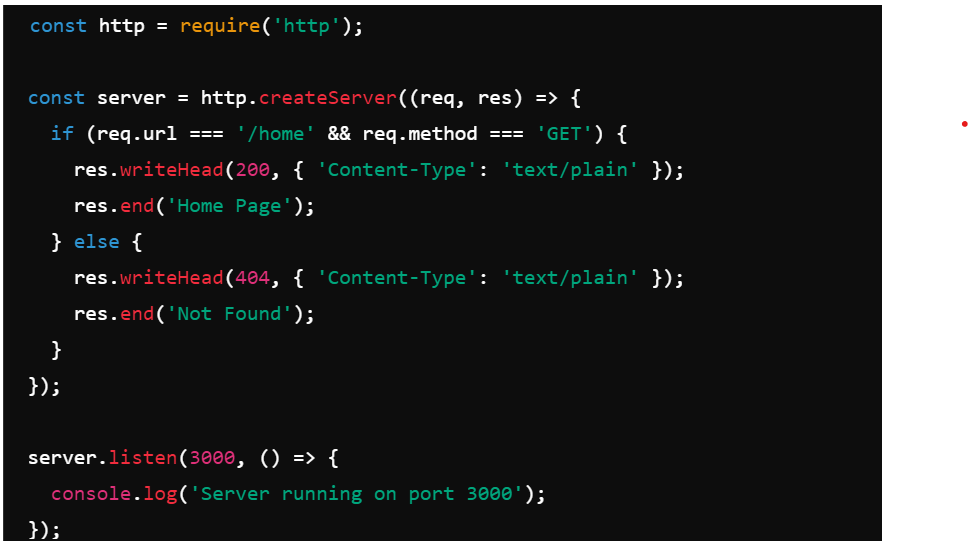 const http = require('http');
const server = http.createServer((req, res) => {
if (req.url === '/home' && req.method === 'GET') {
res.writeHead(200, { 'Content-Type': 'text/plain' });
res.end('Home Page');
} else {
res.writeHead(404, { 'Content-Type': 'text/plain' });
res.end('Not Found');
}
});
server.listen(3000, () => {
console.log('Server running on port 3000');
});